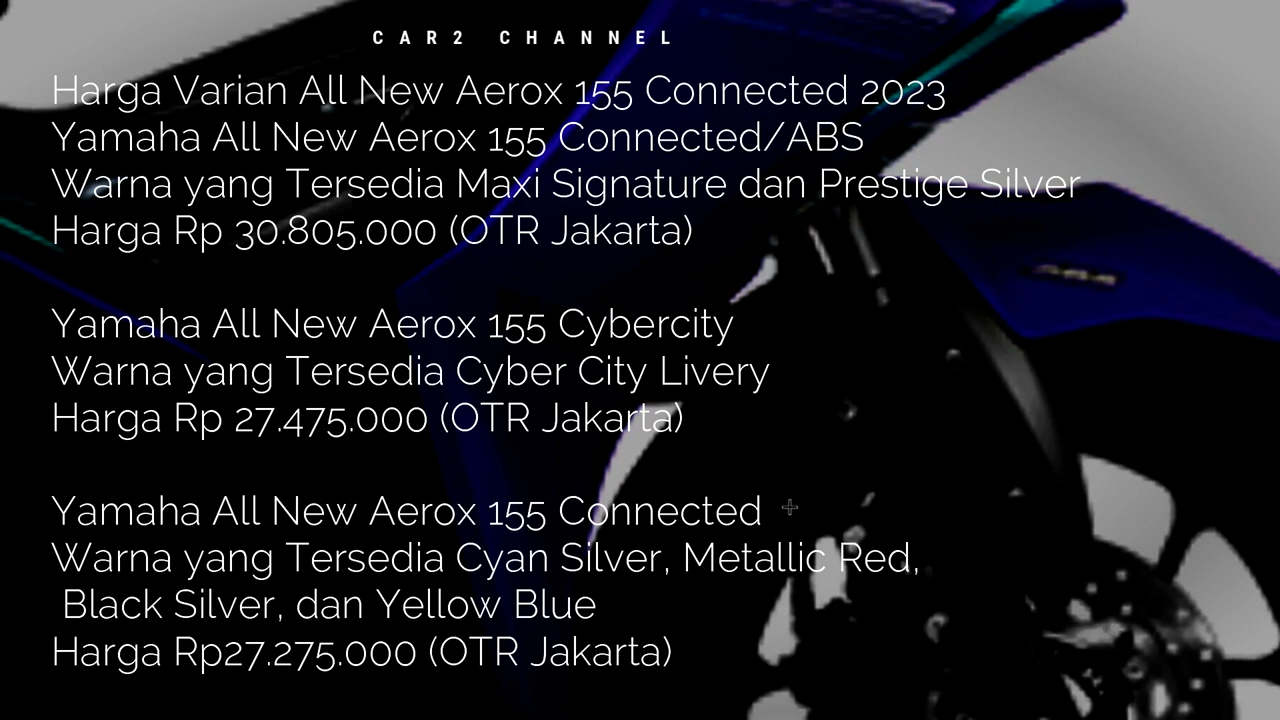 CAR2 CHANNEL
Harga Varian All New Aerox 155 Connected 2023
Yamaha All New Aerox 155 Connected/ABS
Warna yang Tersedia Maxi Signature dan Prestige Silver
Harga Rp 30.805.000 (OTR Jakarta)
Yamaha All New Aerox 155 Cybercity
Warna yang Tersedia Cyber City Livery
Harga Rp 27.475.000 (OTR Jakarta)
Yamaha All New Aerox 155 Connected
Warna yang Tersedia Cyan Silver, Metallic Red,
Black Silver, dan Yellow Blue
Harga Rp27.275.000 (OTR Jakarta)